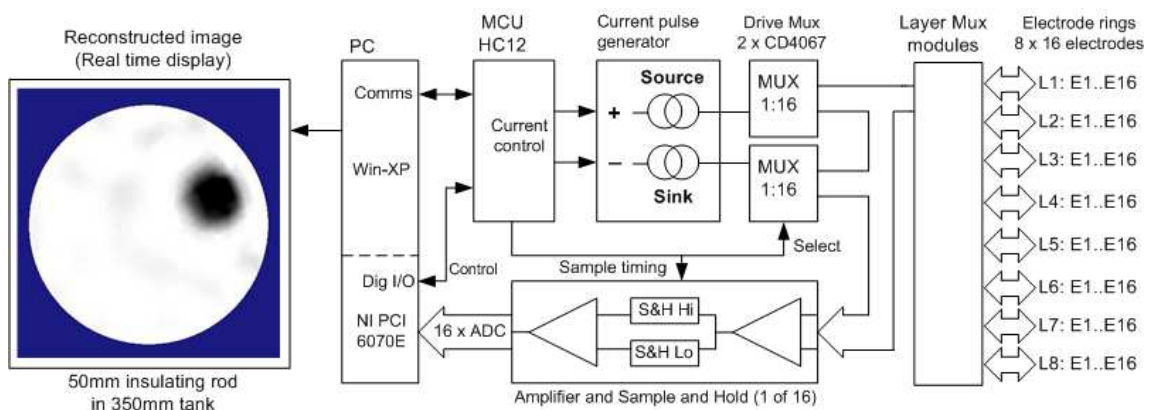 Reconstructed image
(Real time display)
50mm insulating rod
in 350mm tank
PC
Comms
Win-XP
Dig I/O
NI PCI
6070E
MCU
HC12
Current
control
Control
16 x ADC
Current pulse
generator
Source
+
−
Sink
Drive Mux
2 x CD4067
MUX
1:16
MUX
1:16
Select
Sample timing
S&H Hi
S&H Lo
Amplifier and Sample and Hold (1 of 16)
Layer Mux
modules
Electrode rings
8 x 16 electrodes
L1: E1..E16
L2: E1..E16
L3: E1..E16
L4: E1..E16
L5: E1..E16
L6: E1..E16
L7: E1..E16
L8: E1..E16